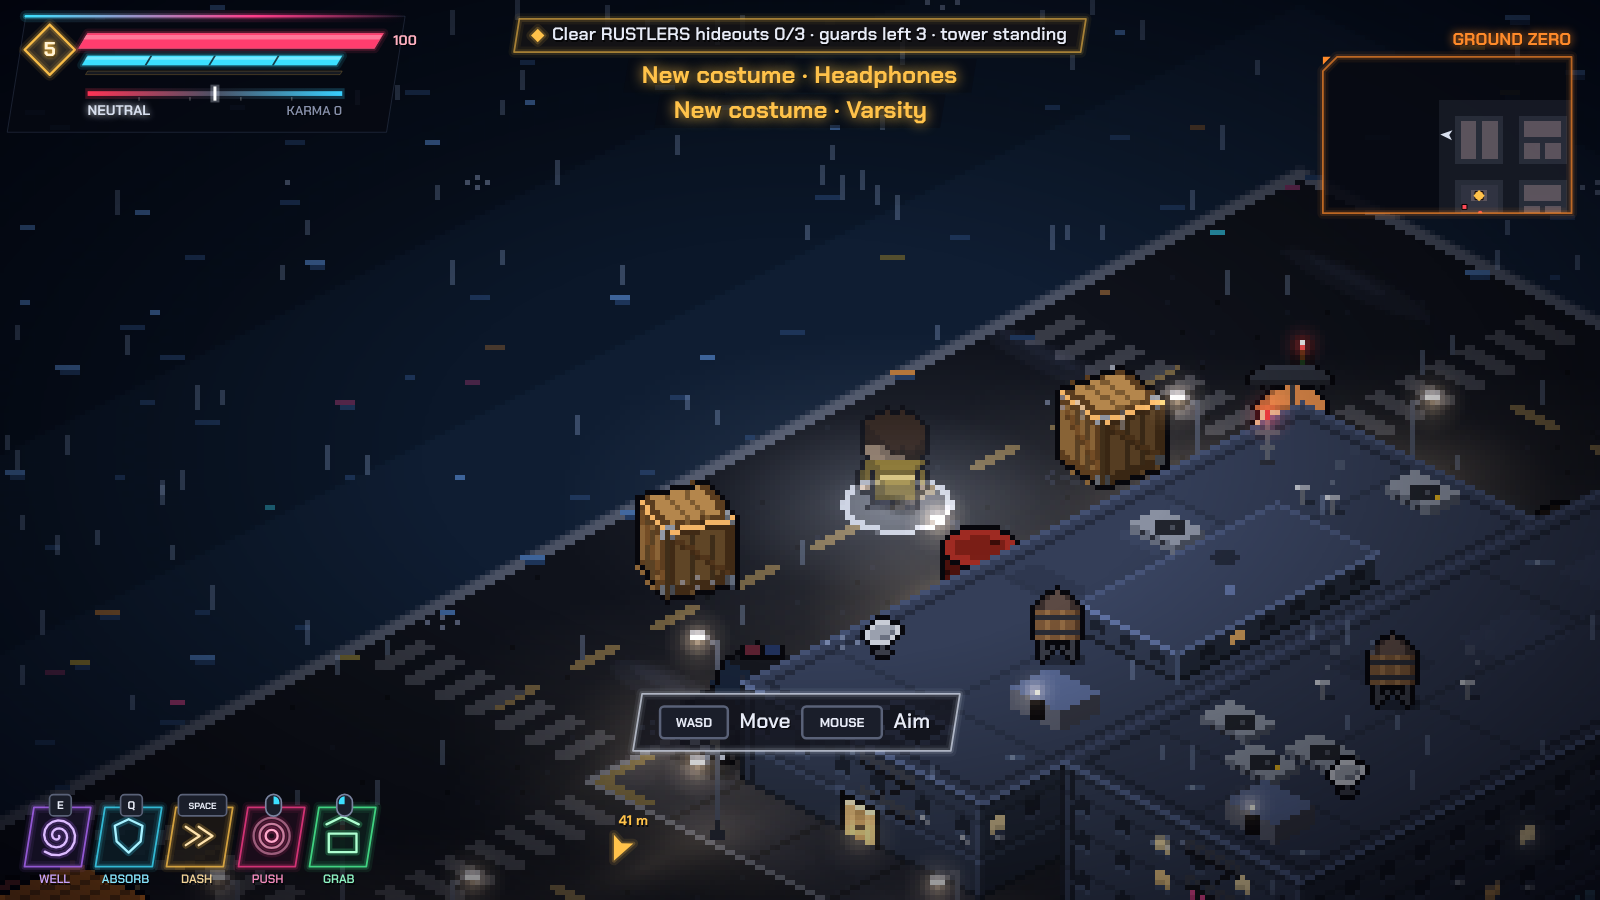 5
100
NEUTRAL
KARMA 0
Clear RUSTLERS hideouts 0/3 · guards left 3 · tower standing
New costume · Headphones
New costume · Varsity
GROUND ZERO
WASD Move MOUSE Aim
41 m
E
Q
SPACE
WELL
ABSORB
DASH
PUSH
GRAB